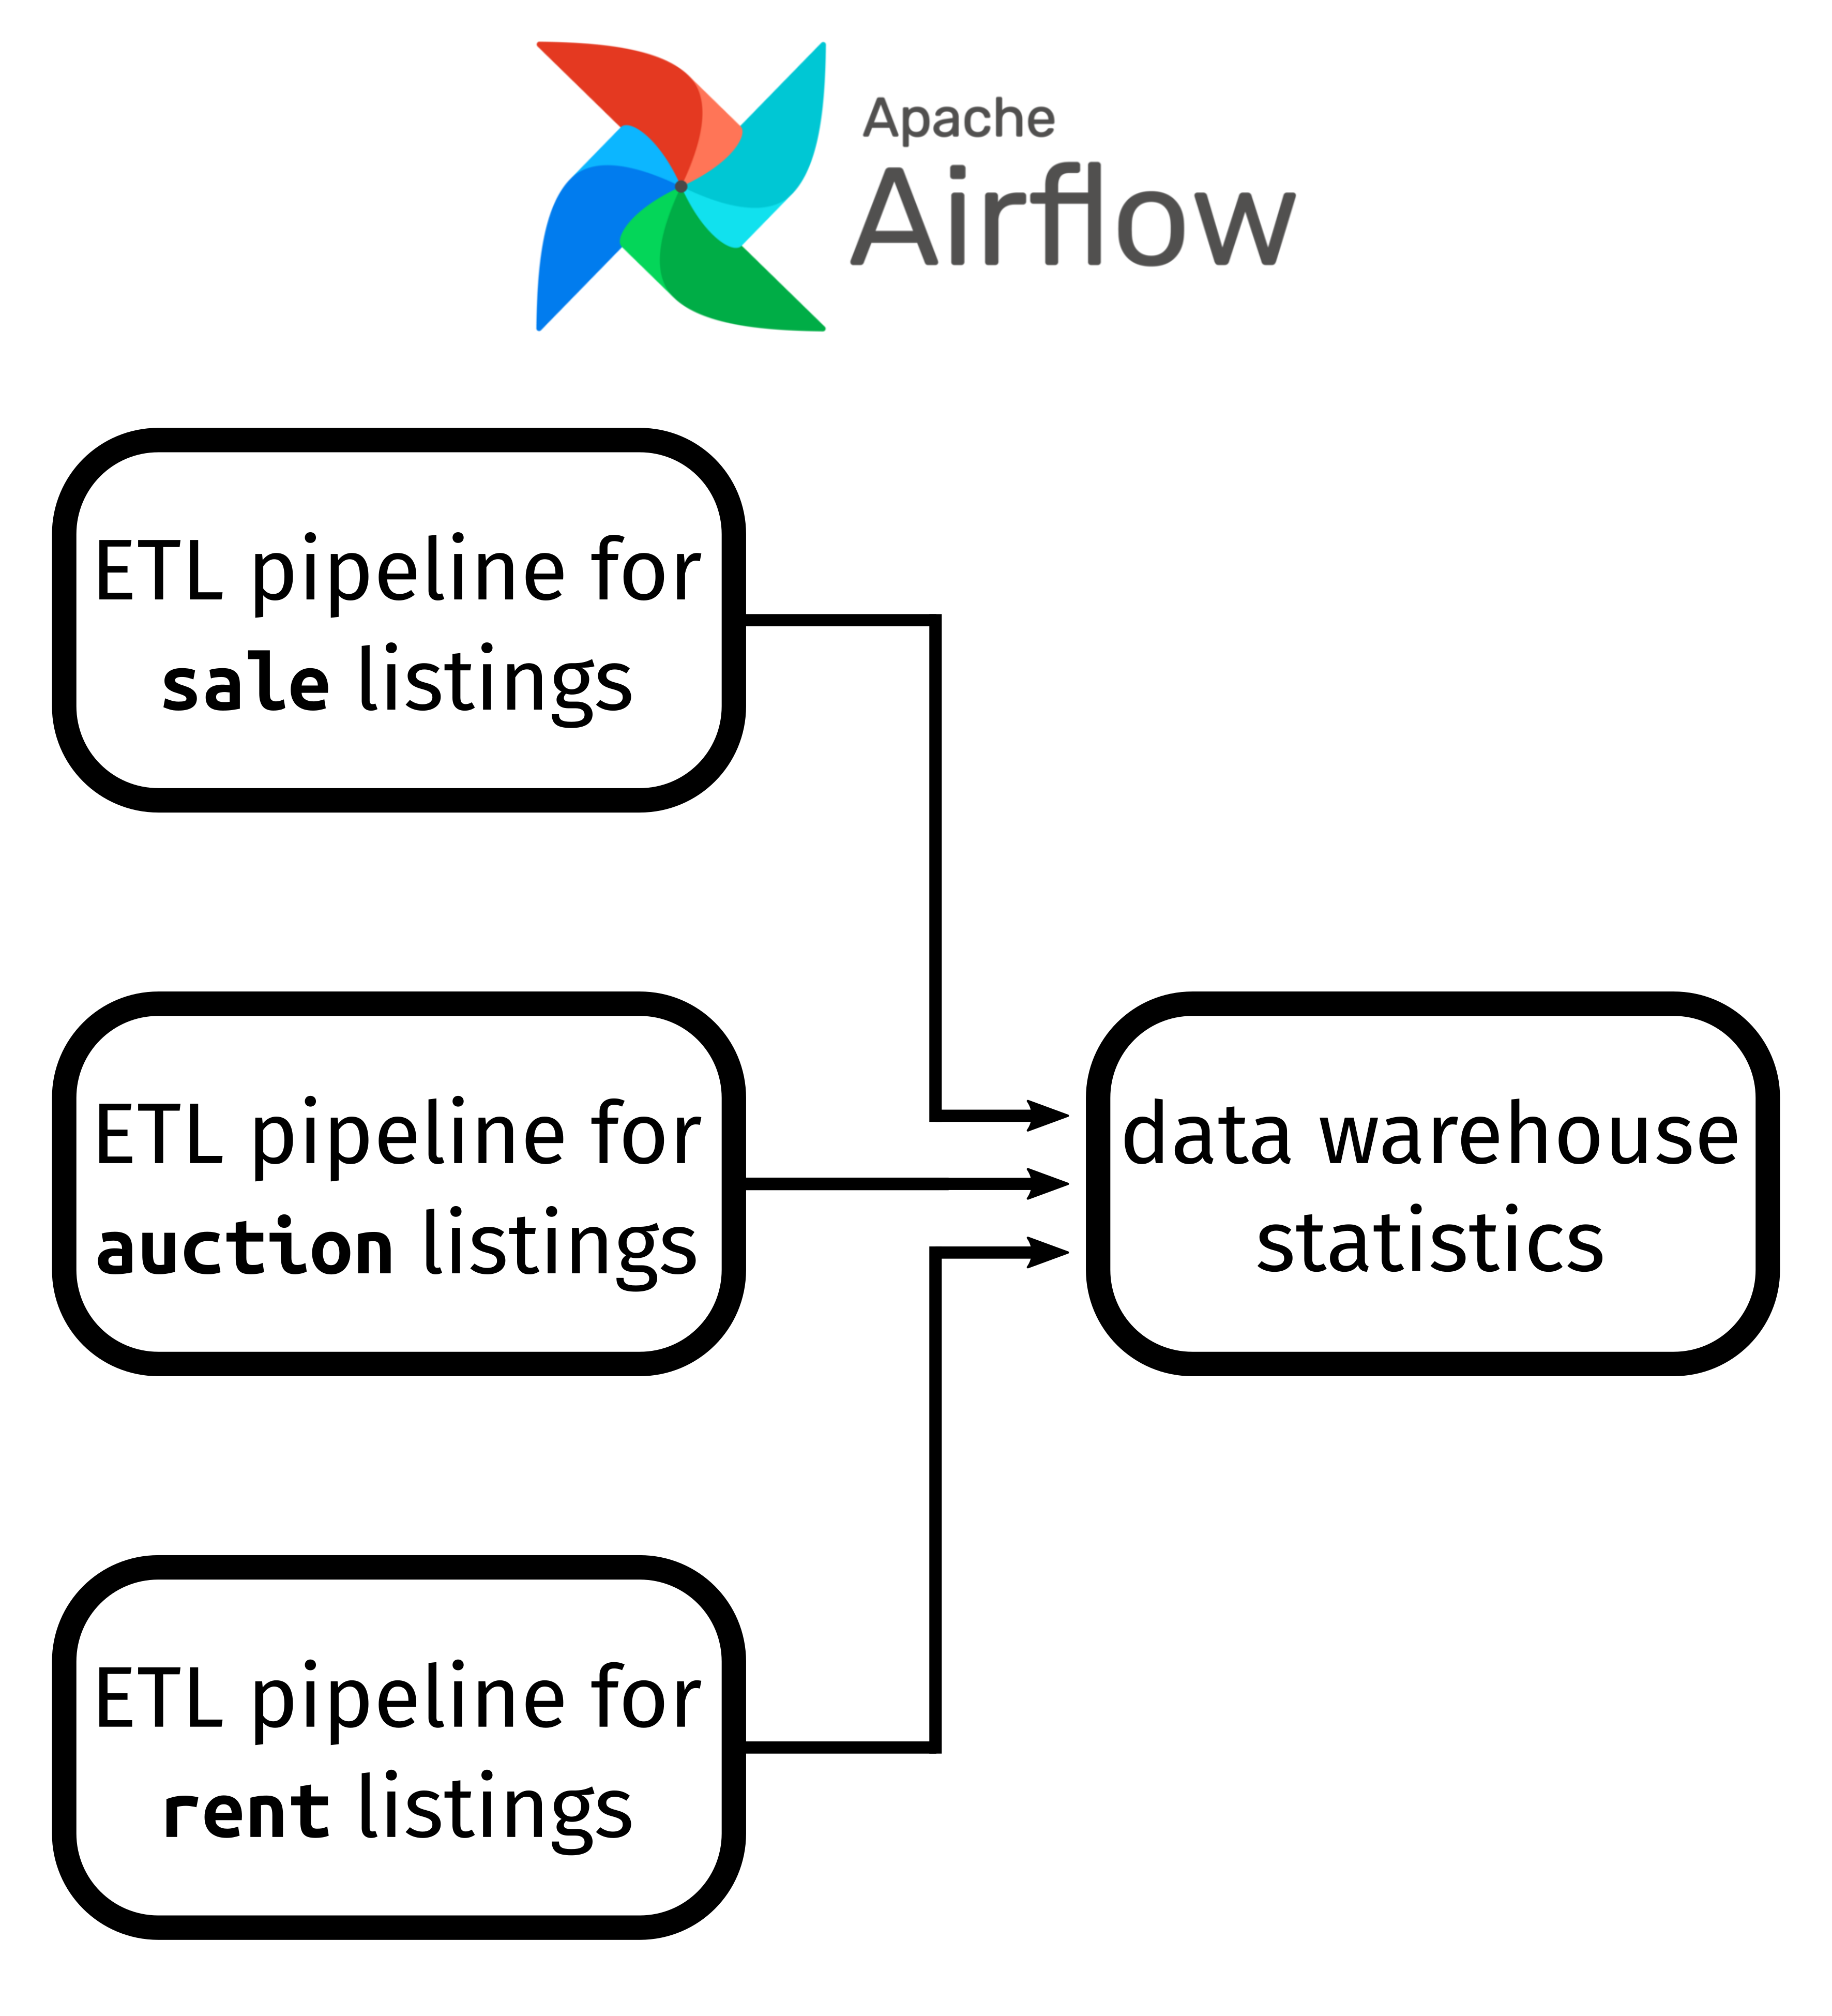 Apache
Airflow
ETL pipeline for
sale listings
ETL pipeline for
auction listings
data warehouse
statistics
ETL pipeline for
rent listings